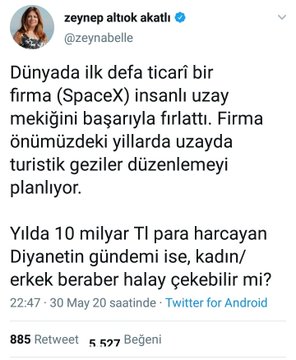 zeynep altıok akatlı
@zeynabelle
Dünyada ilk defa ticarî bir
firma (SpaceX) insanlı uzay
mekiğini başarıyla fırlattı. Firma
önümüzdeki yıllarda uzayda
turistik geziler düzenlemeyi
planlıyor.
Yılda 10 milyar Tl para harcayan
Diyanetin gündemi ise, kadın/
erkek beraber halay çekebilir mi?
22:47 · 30 May 20 saatinde · Twitter for Android
885 Retweet 5.527 Beğeni